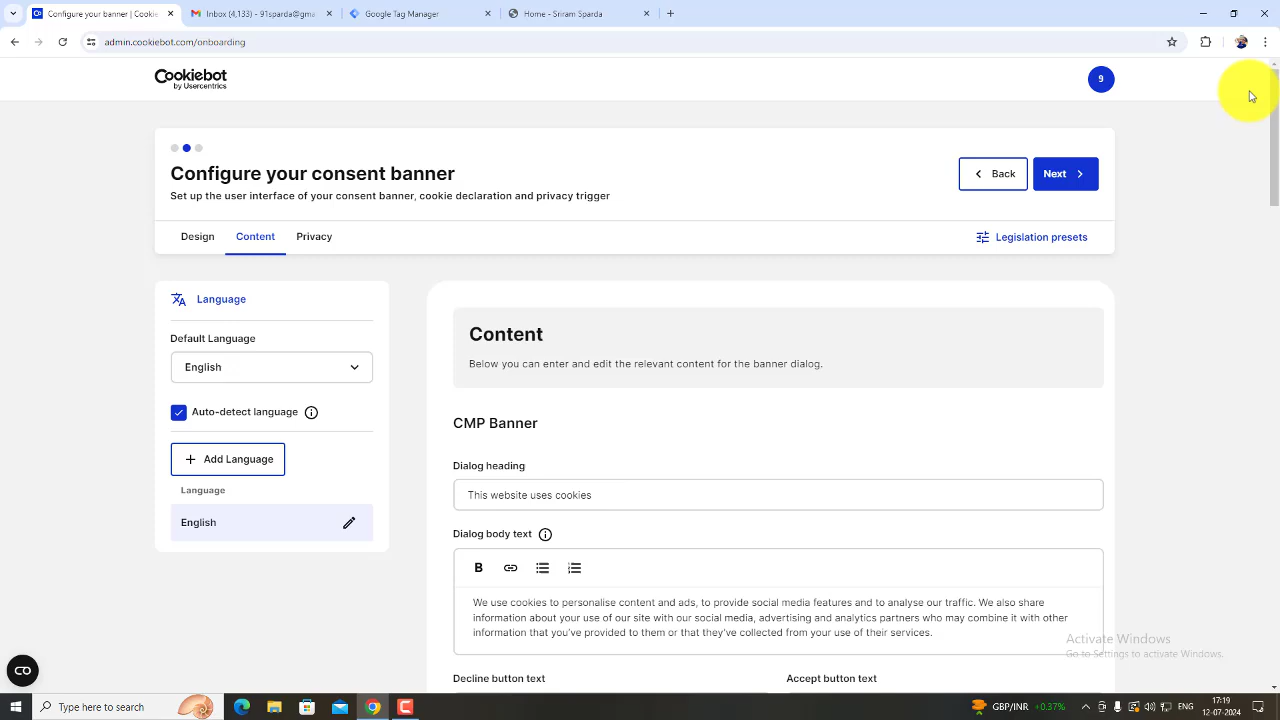 Configure your consent banner | Cookie
Inbox (4,133) - 91sparda@gmail
Google Tag Manager
Home - Sriram Sparda
admin.cookiebot.com/onboarding
Cookiebot
by Usercentrics
9
Configure your consent banner
Set up the user interface of your consent banner, cookie declaration and privacy trigger
Back
Next
Design
Content
Privacy
Legislation presets
Language
Default Language
English
Auto-detect language
Add Language
Language
English
Content
Below you can enter and edit the relevant content for the banner dialog.
CMP Banner
Dialog heading
This website uses cookies
Dialog body text
B
We use cookies to personalise content and ads, to provide social media features and to analyse our traffic. We also share
information about your use of our site with our social media, advertising and analytics partners who may combine it with other
information that you've provided to them or that they've collected from your use of their services.
Decline button text
Accept button text
Activate Windows
Go to Settings to activate Windows.
Type here to search
GBP/INR +0.37%
ENG
17:19
12-07-2024